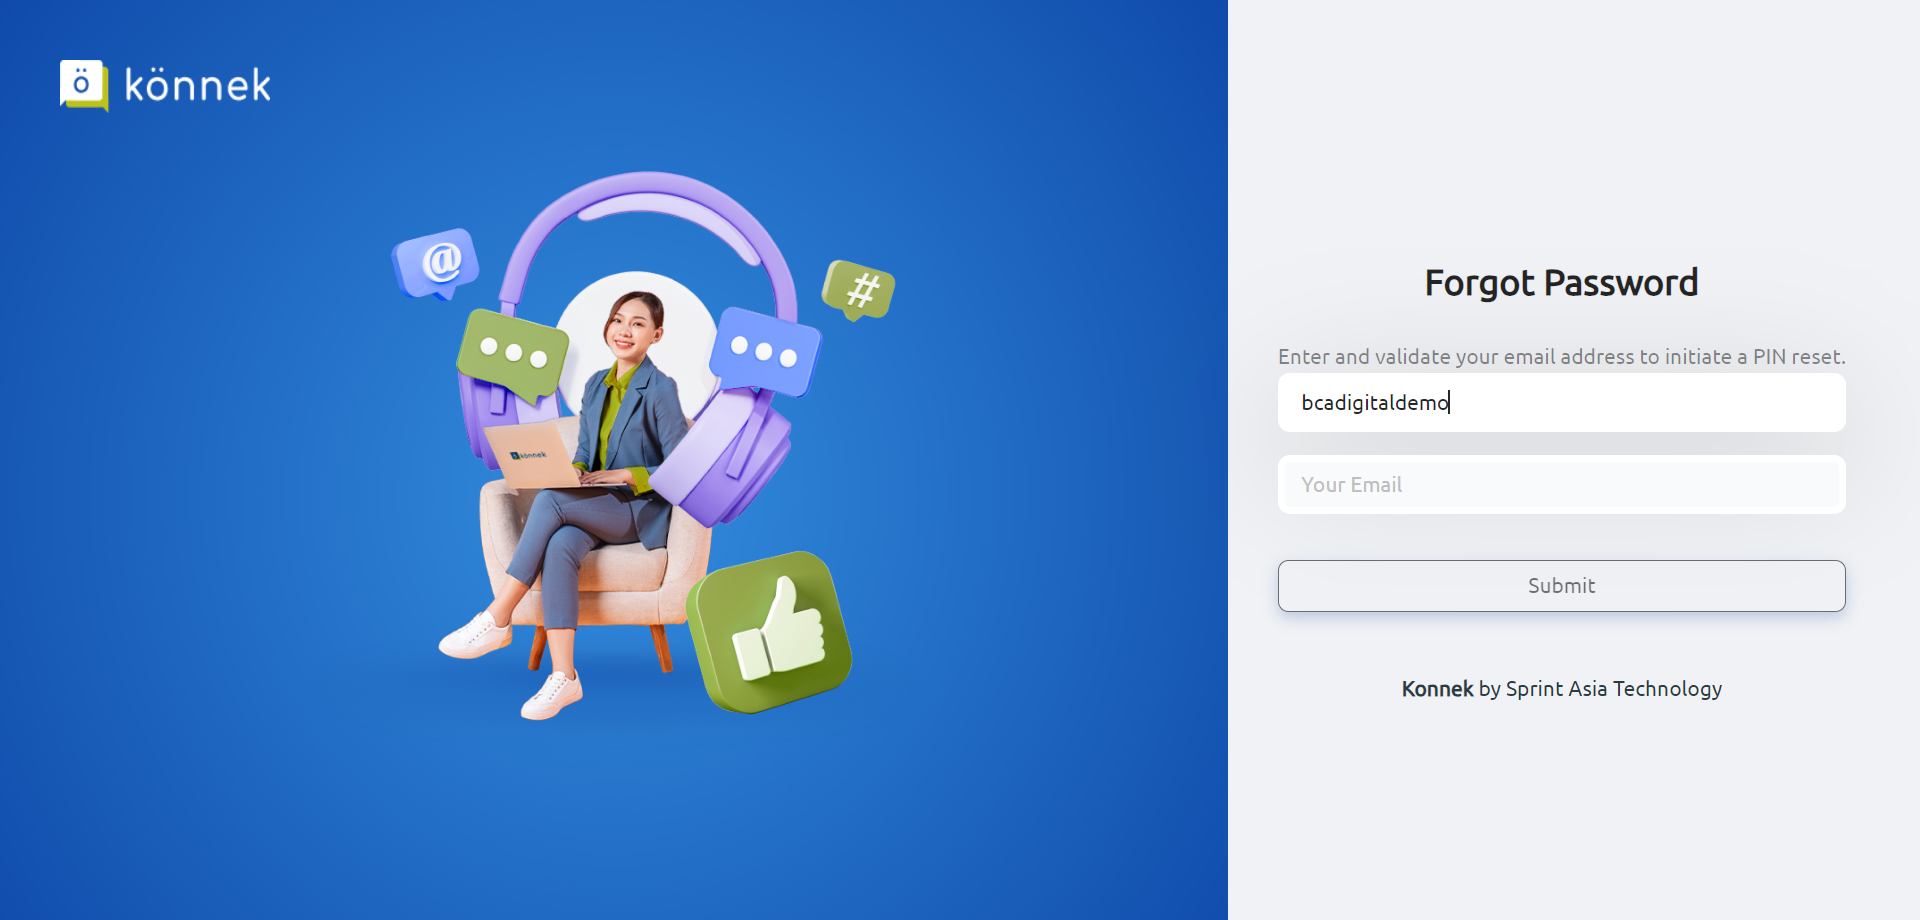 ö könnek
@
#
ö könnek
Forgot Password
Enter and validate your email address to initiate a PIN reset.
bcadigitaldemo
Your Email
Submit
Konnek by Sprint Asia Technology